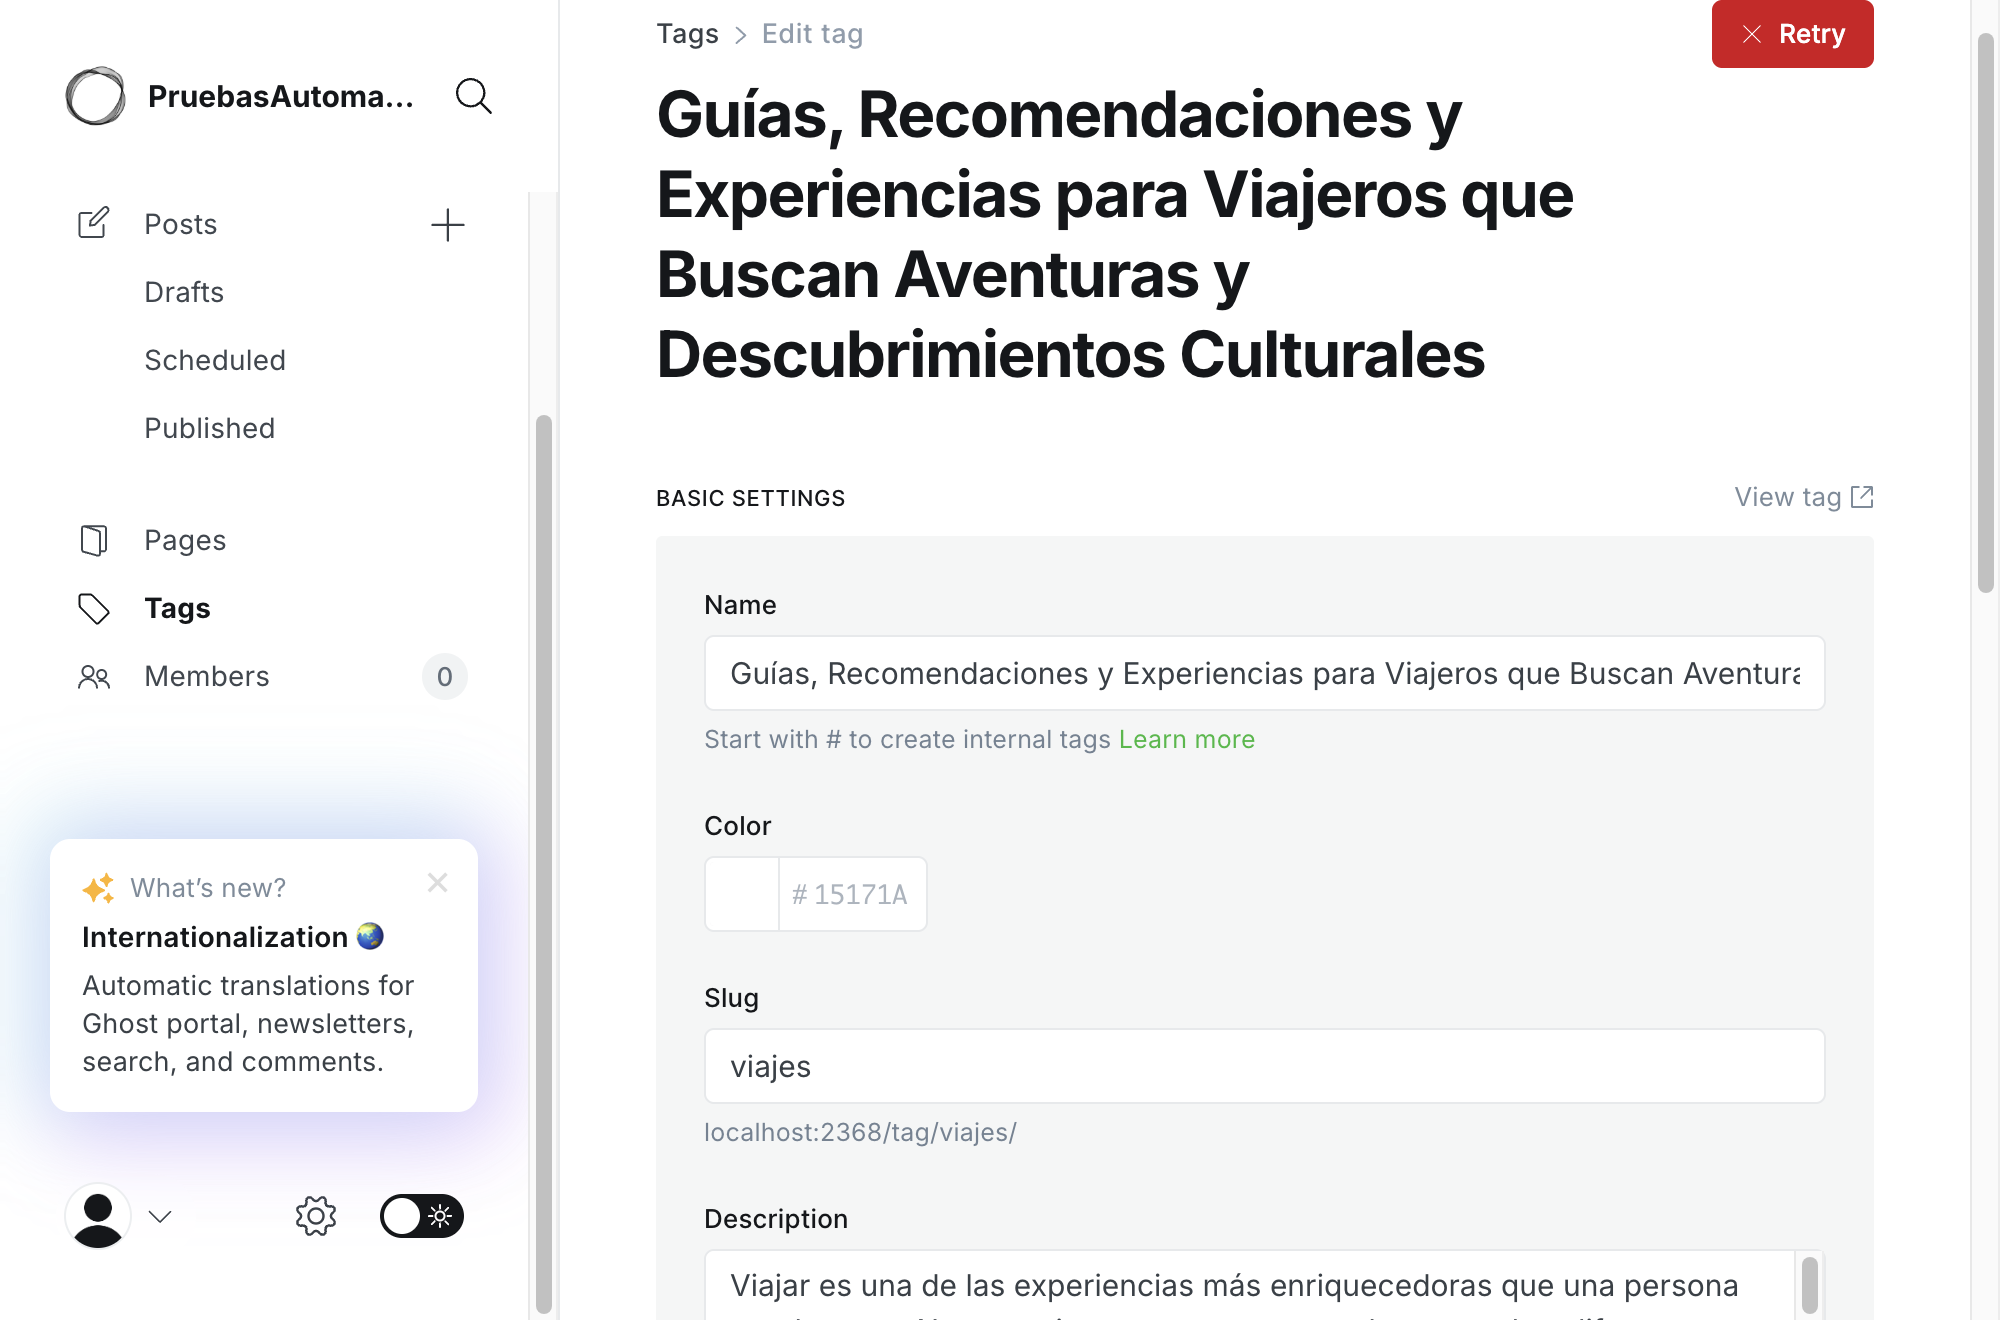 PruebasAutoma...
Posts
Drafts
Scheduled
Published
Pages
Tags
Members
0
What's new?
Internationalization
Automatic translations for
Ghost portal, newsletters,
search, and comments.
Tags > Edit tag
Retry
Guías, Recomendaciones y
Experiencias para Viajeros que
Buscan Aventuras y
Descubrimientos Culturales
BASIC SETTINGS
View tag
Name
Guías, Recomendaciones y Experiencias para Viajeros que Buscan Aventura
Start with # to create internal tags Learn more
Color
# 15171A
Slug
viajes
localhost:2368/tag/viajes/
Description
Viajar es una de las experiencias más enriquecedoras que una persona